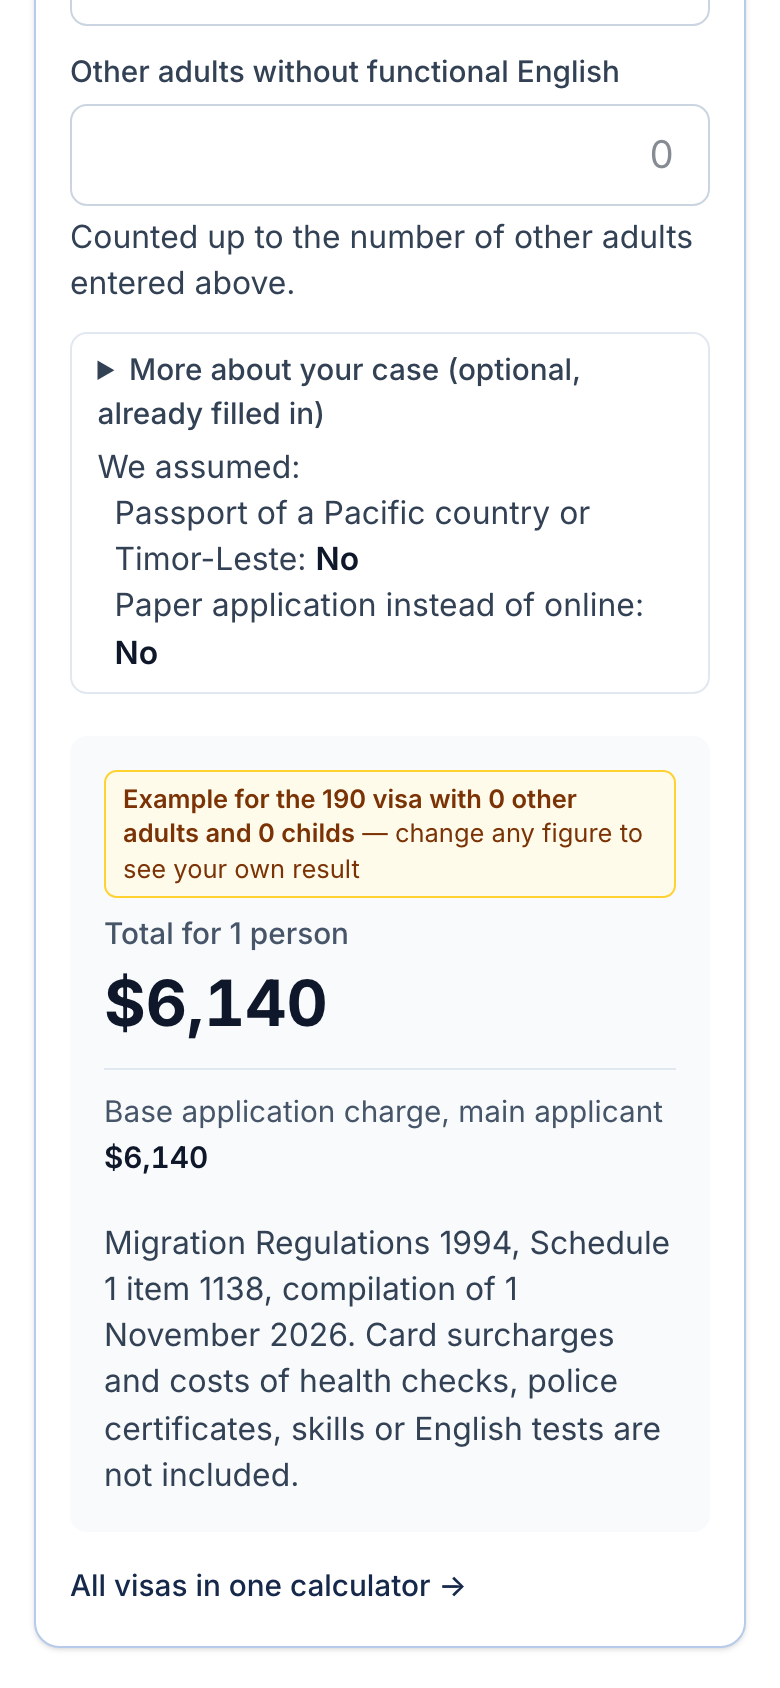 Other adults without functional English
0
Counted up to the number of other adults
entered above.
▶ More about your case (optional,
already filled in)
We assumed:
Passport of a Pacific country or
Timor-Leste: No
Paper application instead of online:
No
Example for the 190 visa with 0 other
adults and 0 childs — change any figure to
see your own result
Total for 1 person
$6,140
Base application charge, main applicant
$6,140
Migration Regulations 1994, Schedule
1 item 1138, compilation of 1
November 2026. Card surcharges
and costs of health checks, police
certificates, skills or English tests are
not included.
All visas in one calculator →